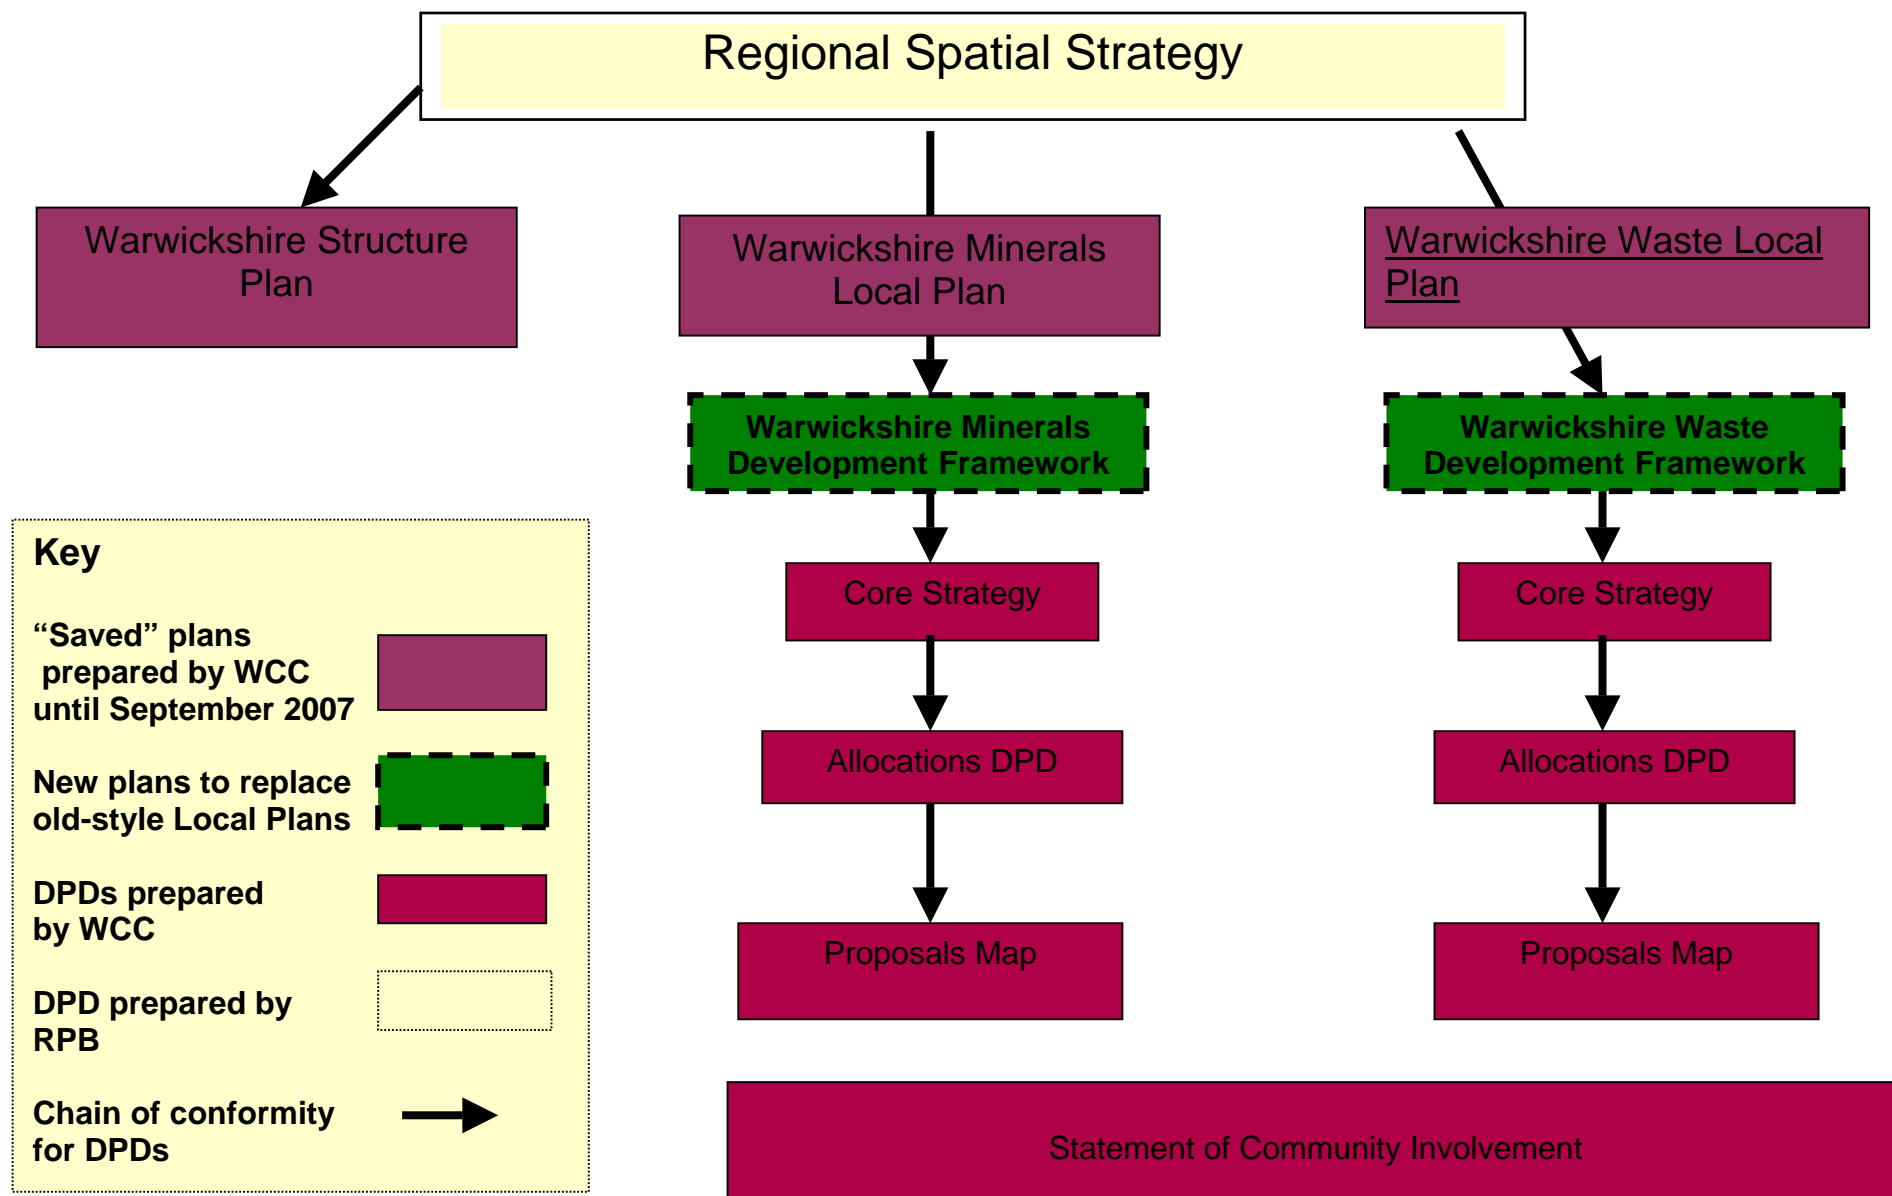 Regional Spatial Strategy
Warwickshire Structure
Plan
Warwickshire Minerals
Local Plan
Warwickshire Waste Local
Plan
Warwickshire Minerals
Development Framework
Warwickshire Waste
Development Framework
Core Strategy
Core Strategy
Allocations DPD
Allocations DPD
Proposals Map
Proposals Map
Statement of Community Involvement
Key
“Saved” plans
prepared by WCC
until September 2007
New plans to replace
old-style Local Plans
DPDs prepared
by WCC
DPD prepared by
RPB
Chain of conformity
for DPDs